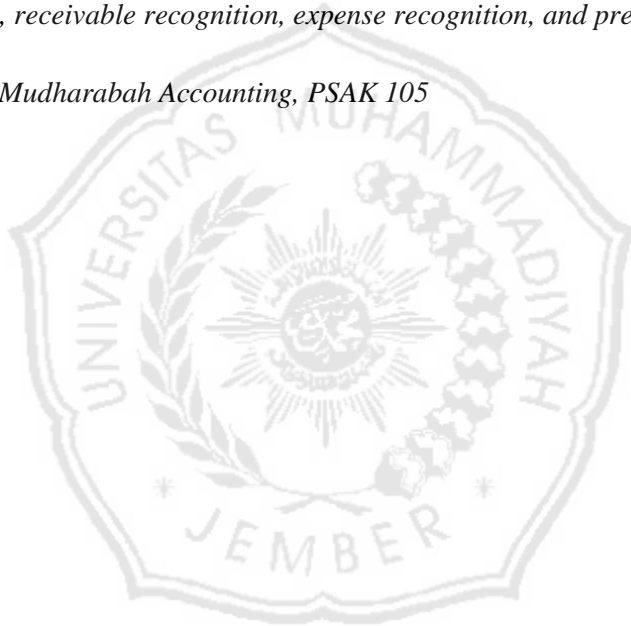 , receivable recognition, expense recognition, and pre
Mudharabah Accounting, PSAK 105
UNIVERSITAS MUHAMMADIYAH
* JEMBER *